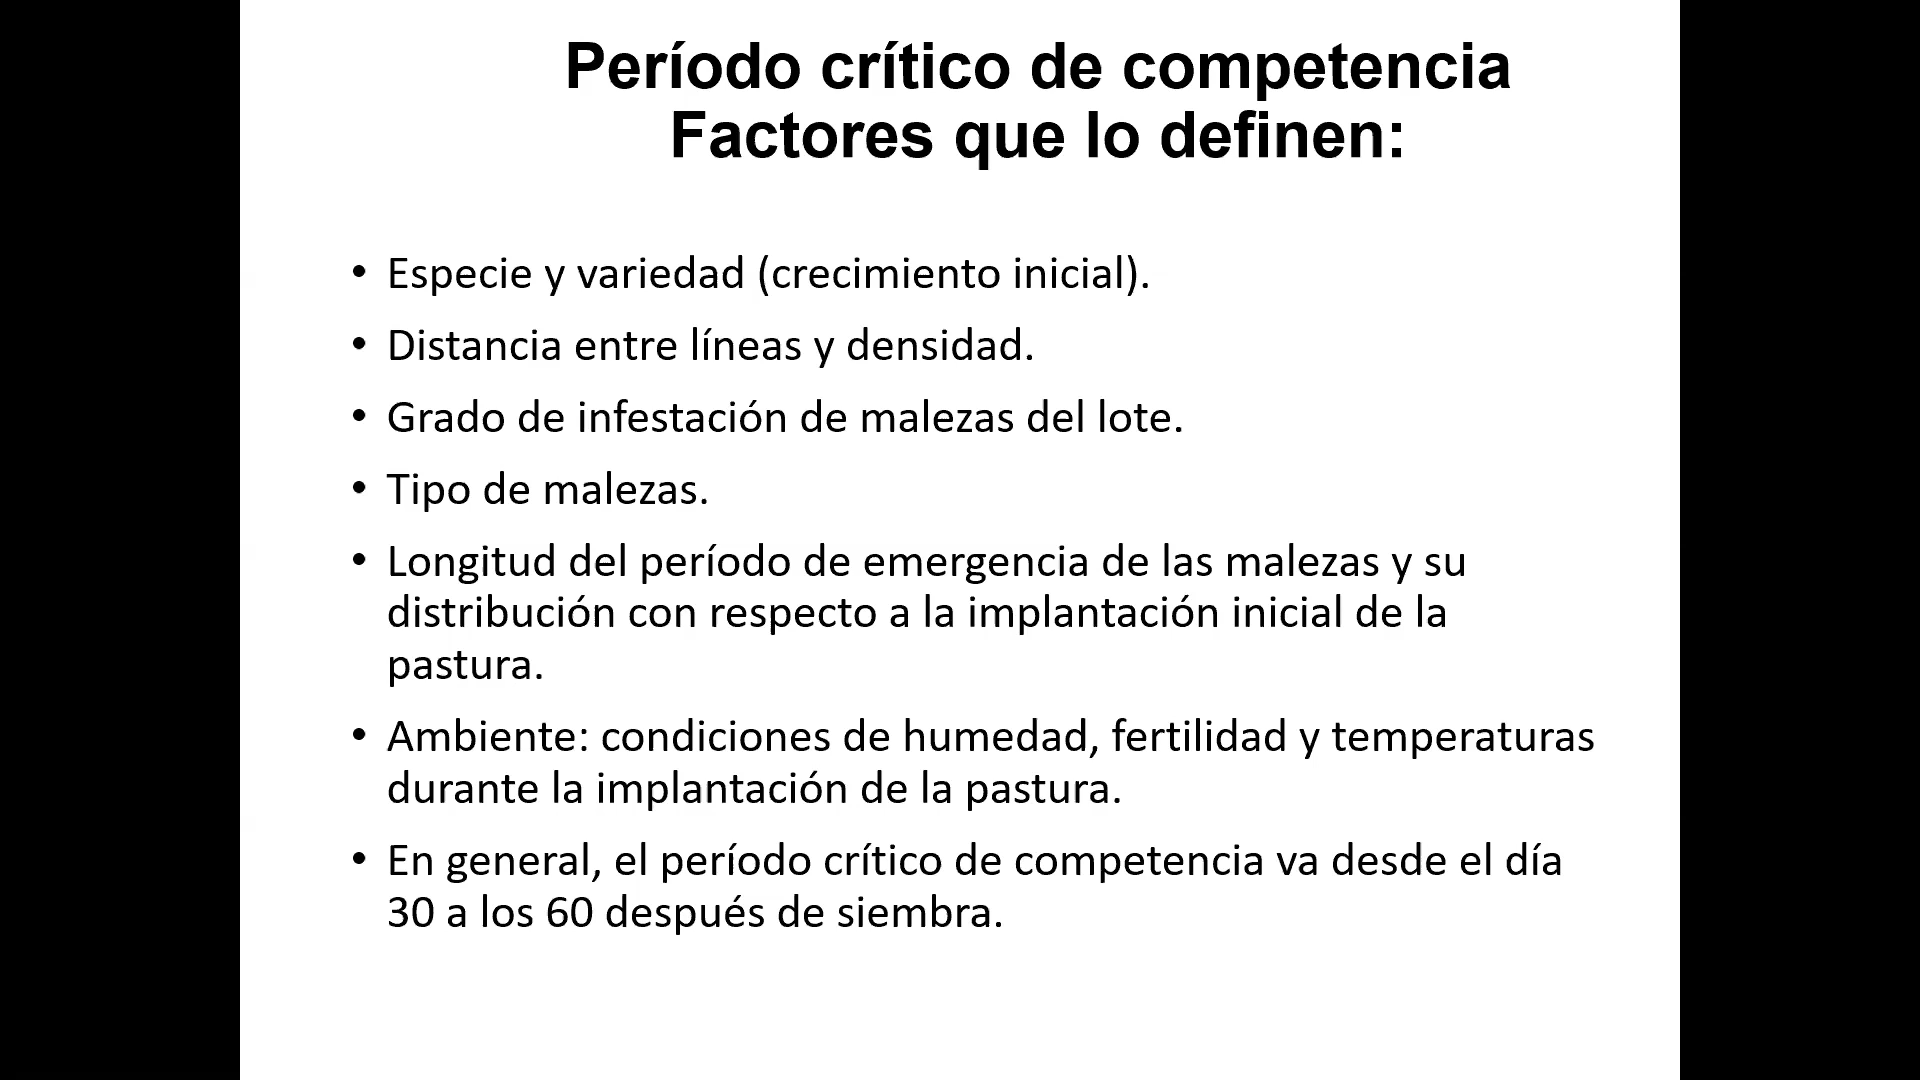 Período crítico de competencia
Factores que lo definen:
• Especie y variedad (crecimiento inicial).
• Distancia entre líneas y densidad.
• Grado de infestación de malezas del lote.
• Tipo de malezas.
• Longitud del período de emergencia de las malezas y su
distribución con respecto a la implantación inicial de la
pastura.
• Ambiente: condiciones de humedad, fertilidad y temperaturas
durante la implantación de la pastura.
• En general, el período crítico de competencia va desde el día
30 a los 60 después de siembra.